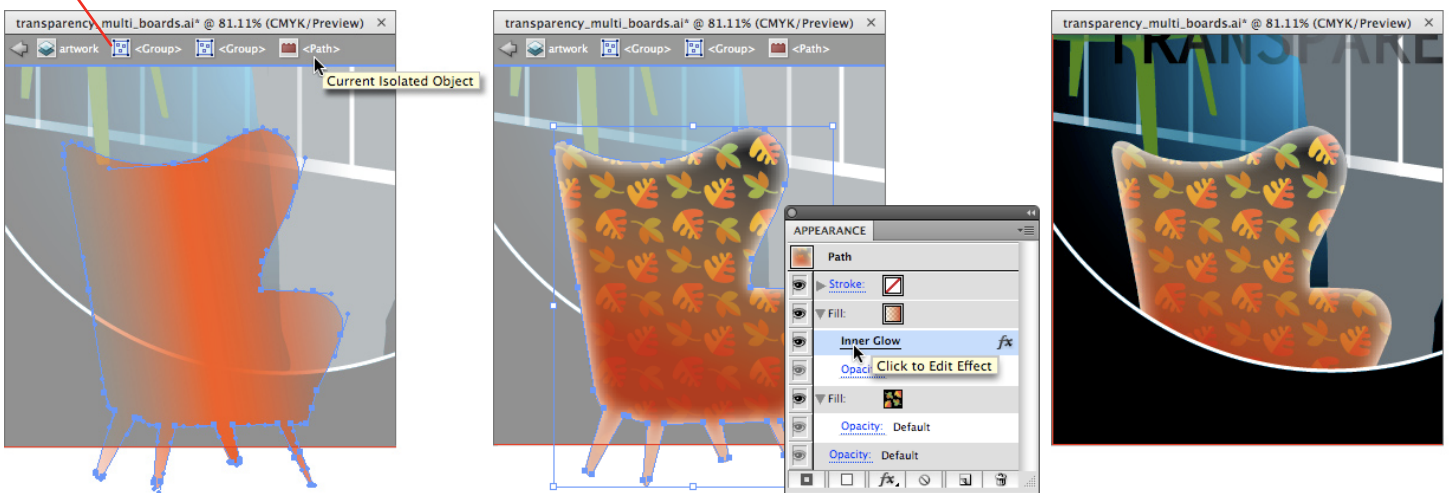 transparency_multi_boards.ai* @ 81.11% (CMYK/Preview) ×
artwork <Group> <Group> <Path>
Current Isolated Object
transparency_multi_boards.ai* @ 81.11% (CMYK/Preview) ×
artwork <Group> <Group> <Path>
APPEARANCE
Path
Stroke:
Fill:
Inner Glow fx
Click to Edit Effect
Fill:
Opacity: Default
Opacity: Default
fx
transparency_multi_boards.ai* @ 81.11% (CMYK/Preview) ×
TRANSPARE